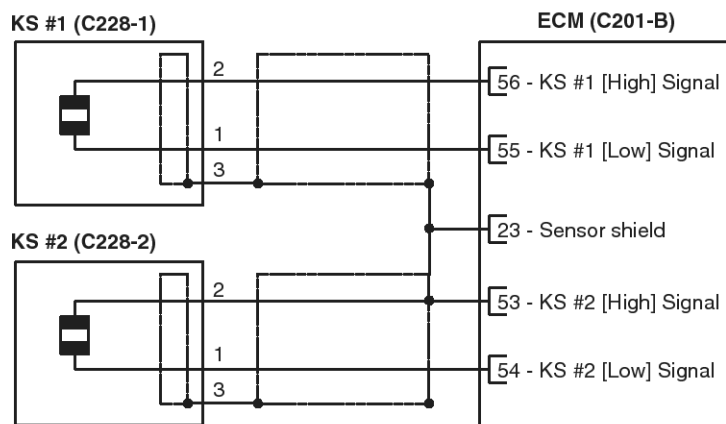 KS #1 (C228-1)
ECM (C201-B)
2
56 - KS #1 [High] Signal
1
55 - KS #1 [Low] Signal
3
23 - Sensor shield
KS #2 (C228-2)
2
53 - KS #2 [High] Signal
1
54 - KS #2 [Low] Signal
3